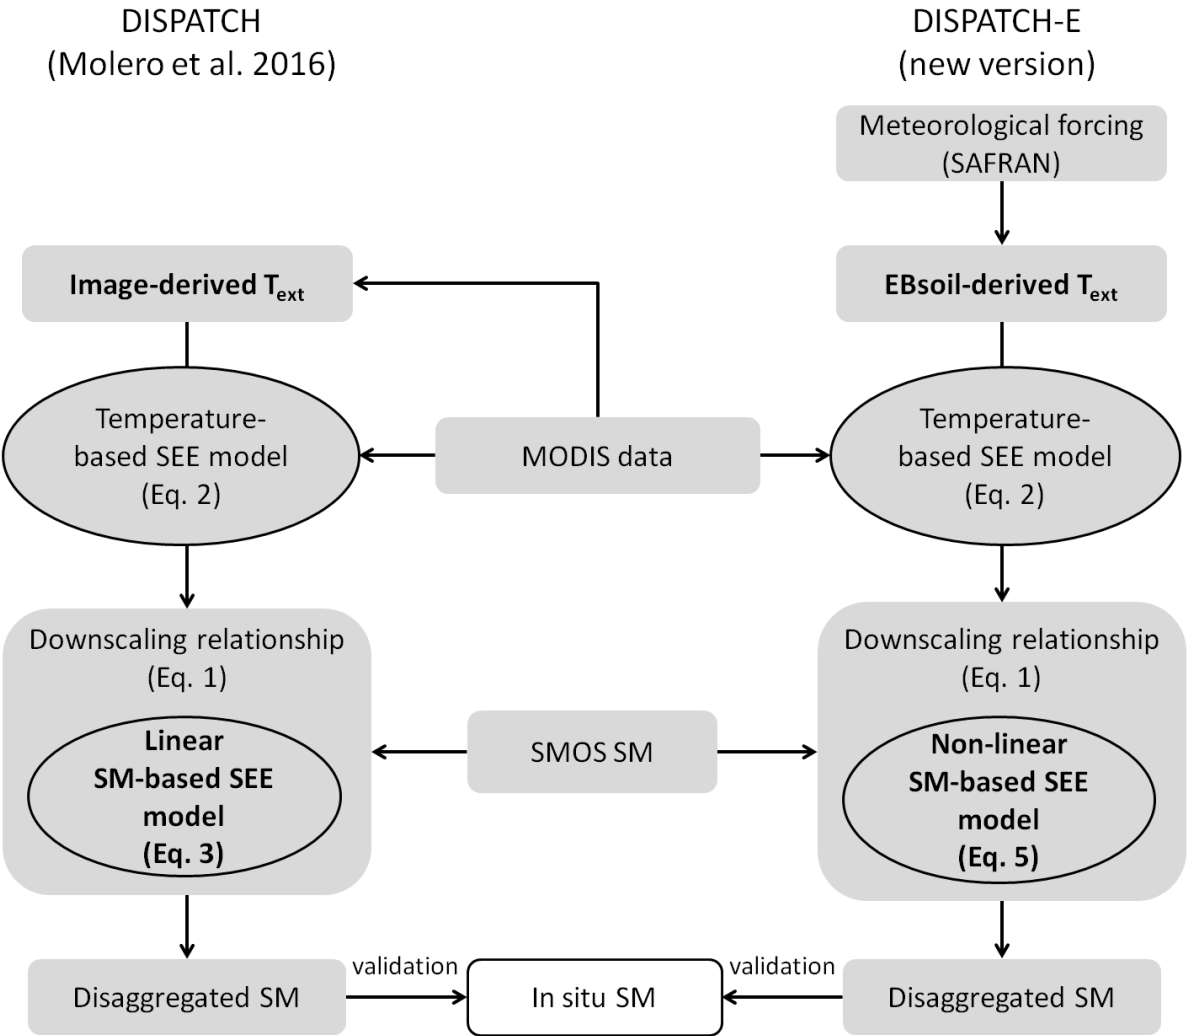 DISPATCH
(Molero et al. 2016)
DISPATCH-E
(new version)
Meteorological forcing
(SAFRAN)
Image-derived Text
EBsoil-derived Text
Temperature-
based SEE model
(Eq. 2)
MODIS data
Temperature-
based SEE model
(Eq. 2)
Downscaling relationship
(Eq. 1)
Linear
SM-based SEE
model
(Eq. 3)
SMOS SM
Downscaling relationship
(Eq. 1)
Non-linear
SM-based SEE
model
(Eq. 5)
Disaggregated SM
validation
In situ SM
validation
Disaggregated SM